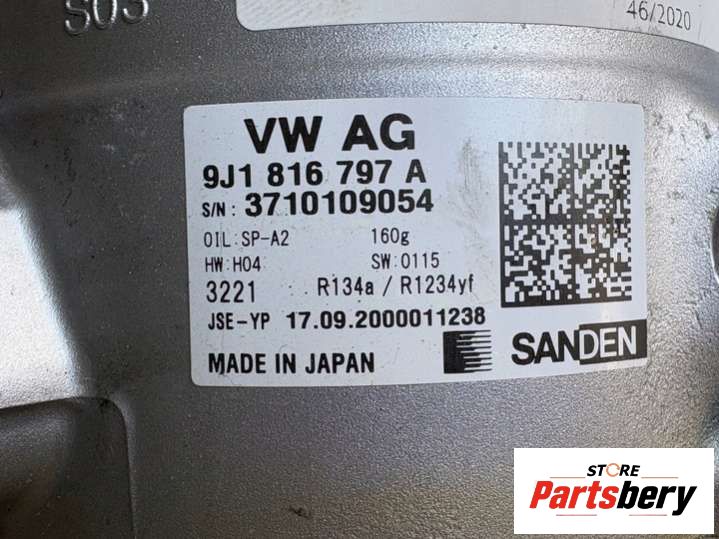 S03
46/2020
VW AG
9J1 816 797 A
S/N : 3710109054
OIL:SP-A2 160g
HW:H04 SW:0115
3221 R134a / R1234yf
JSE-YP 17.09.2000011238
MADE IN JAPAN SANDEN
STORE
Partsbery